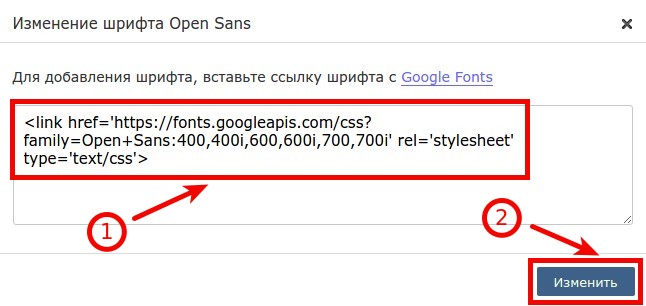 Изменение шрифта Open Sans
Для добавления шрифта, вставьте ссылку шрифта с Google Fonts
<link href='https://fonts.googleapis.com/css?
family=Open+Sans:400,400i,600,600i,700,700i' rel='stylesheet'
type='text/css'>
1
2
Изменить